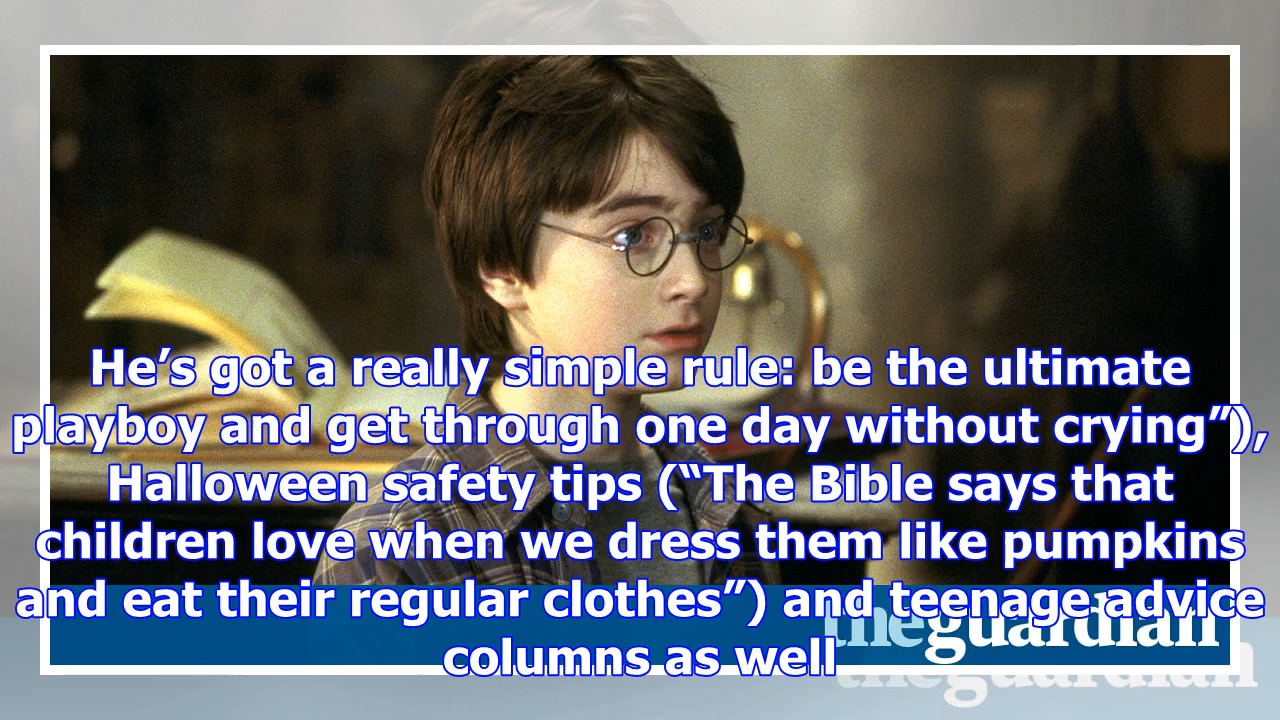 He’s got a really simple rule: be the ultimate
playboy and get through one day without crying”),
Halloween safety tips (“The Bible says that
children love when we dress them like pumpkins
and eat their regular clothes”) and teenage advice
columns as well
theguardian
theguardian